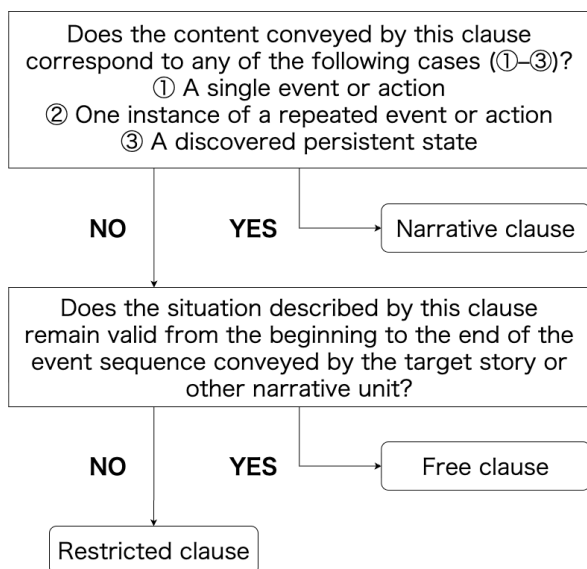 Does the content conveyed by this clause
correspond to any of the following cases (①–③)?
① A single event or action
② One instance of a repeated event or action
③ A discovered persistent state
NO
YES
Narrative clause
Does the situation described by this clause
remain valid from the beginning to the end of the
event sequence conveyed by the target story or
other narrative unit?
NO
YES
Free clause
Restricted clause